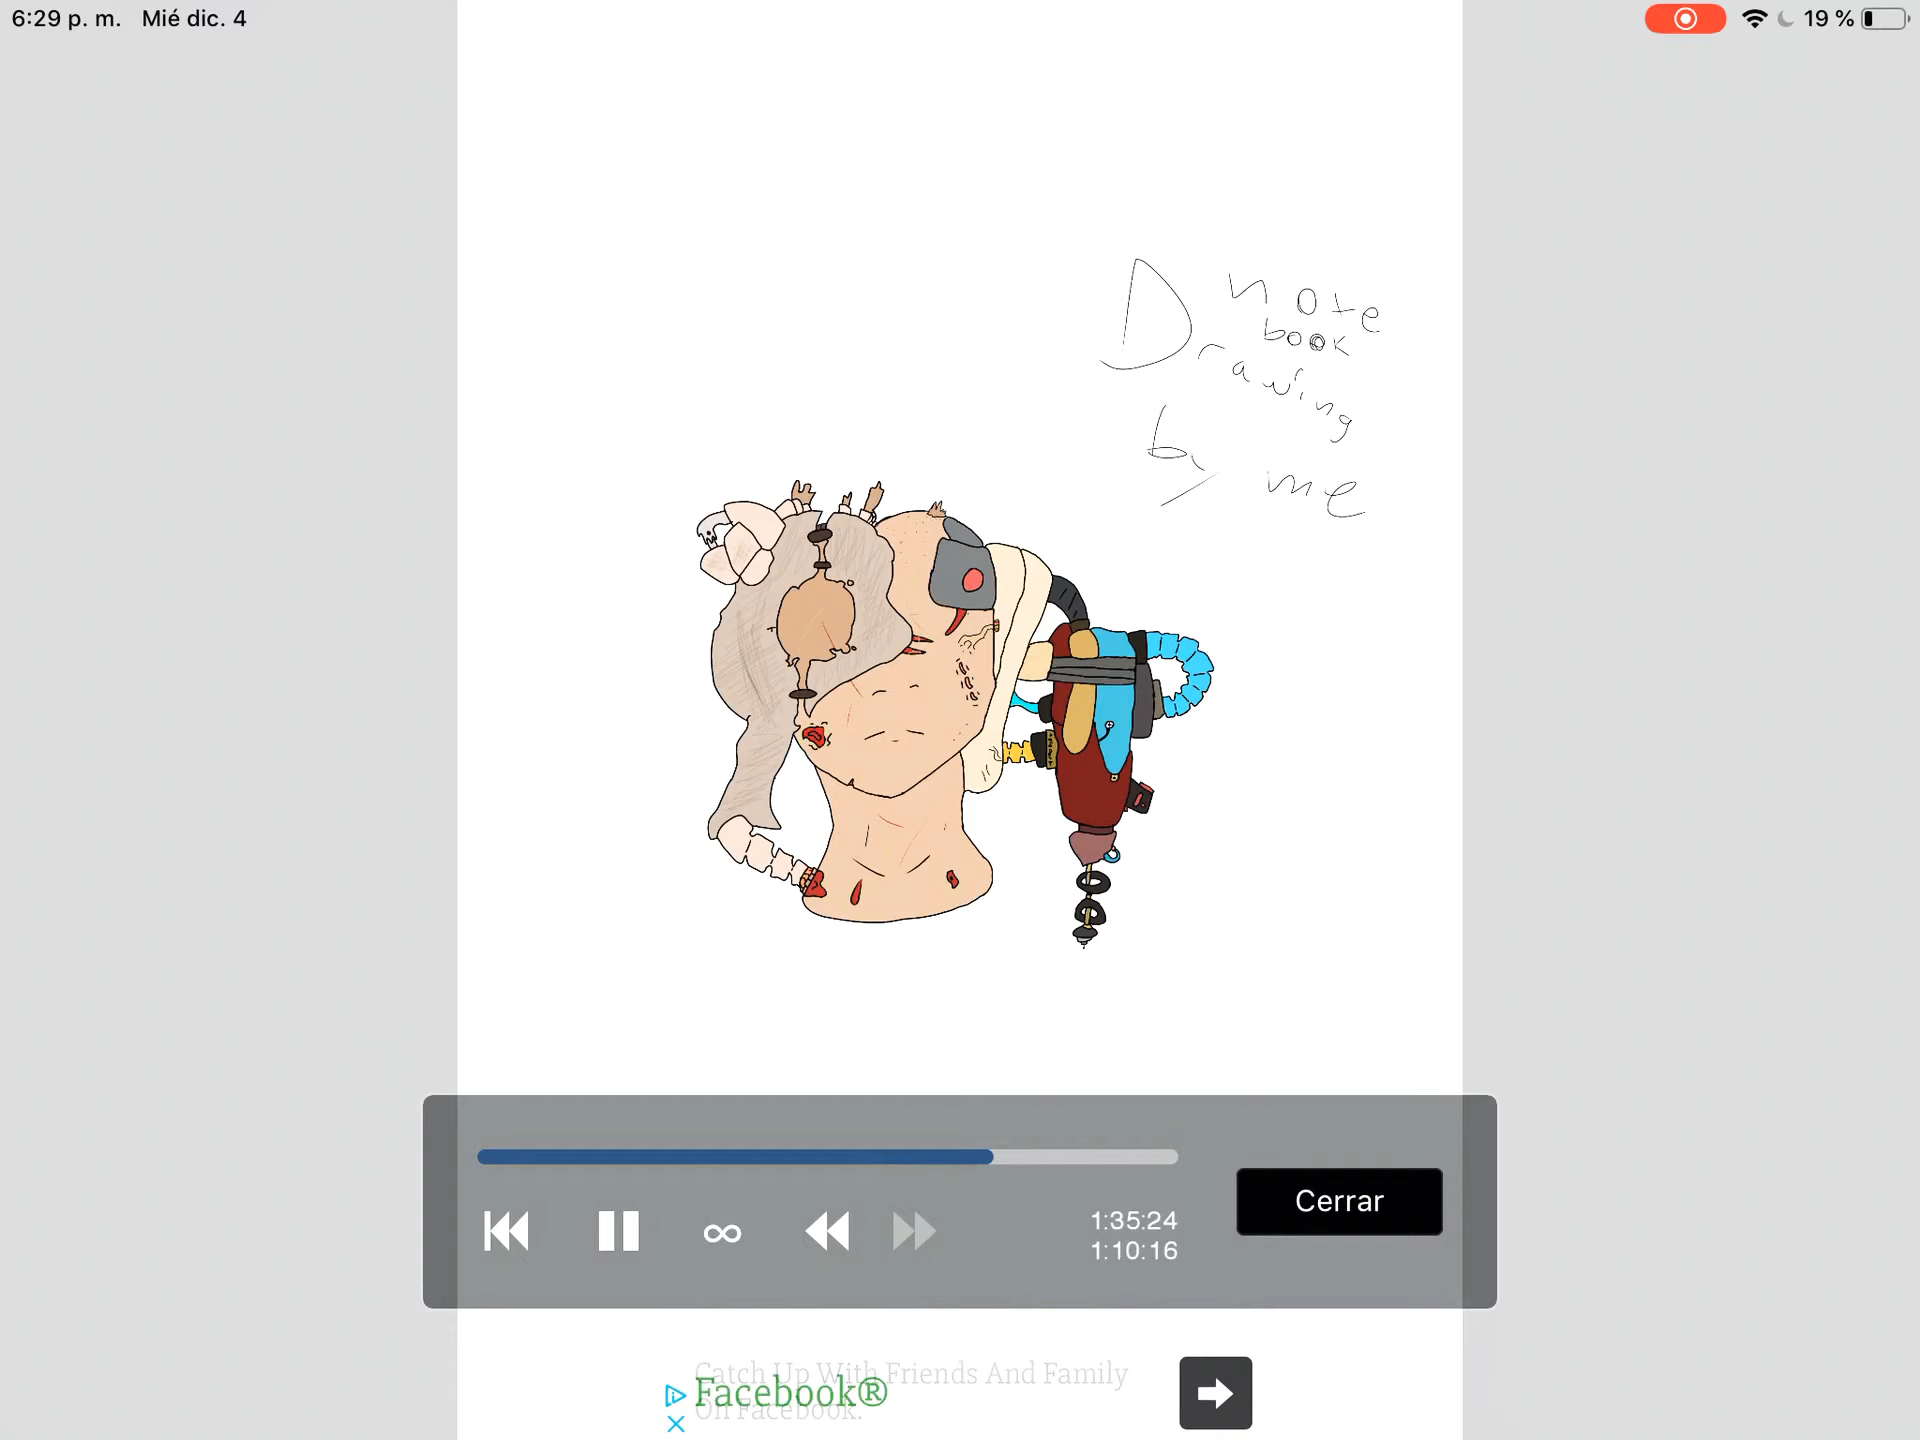 6:29 p. m. Mié dic. 4
19 %
D note
book
rawing
by me
1:35:24
1:10:16
Cerrar
Catch Up With Friends And Family
Facebook®
On Facebook.